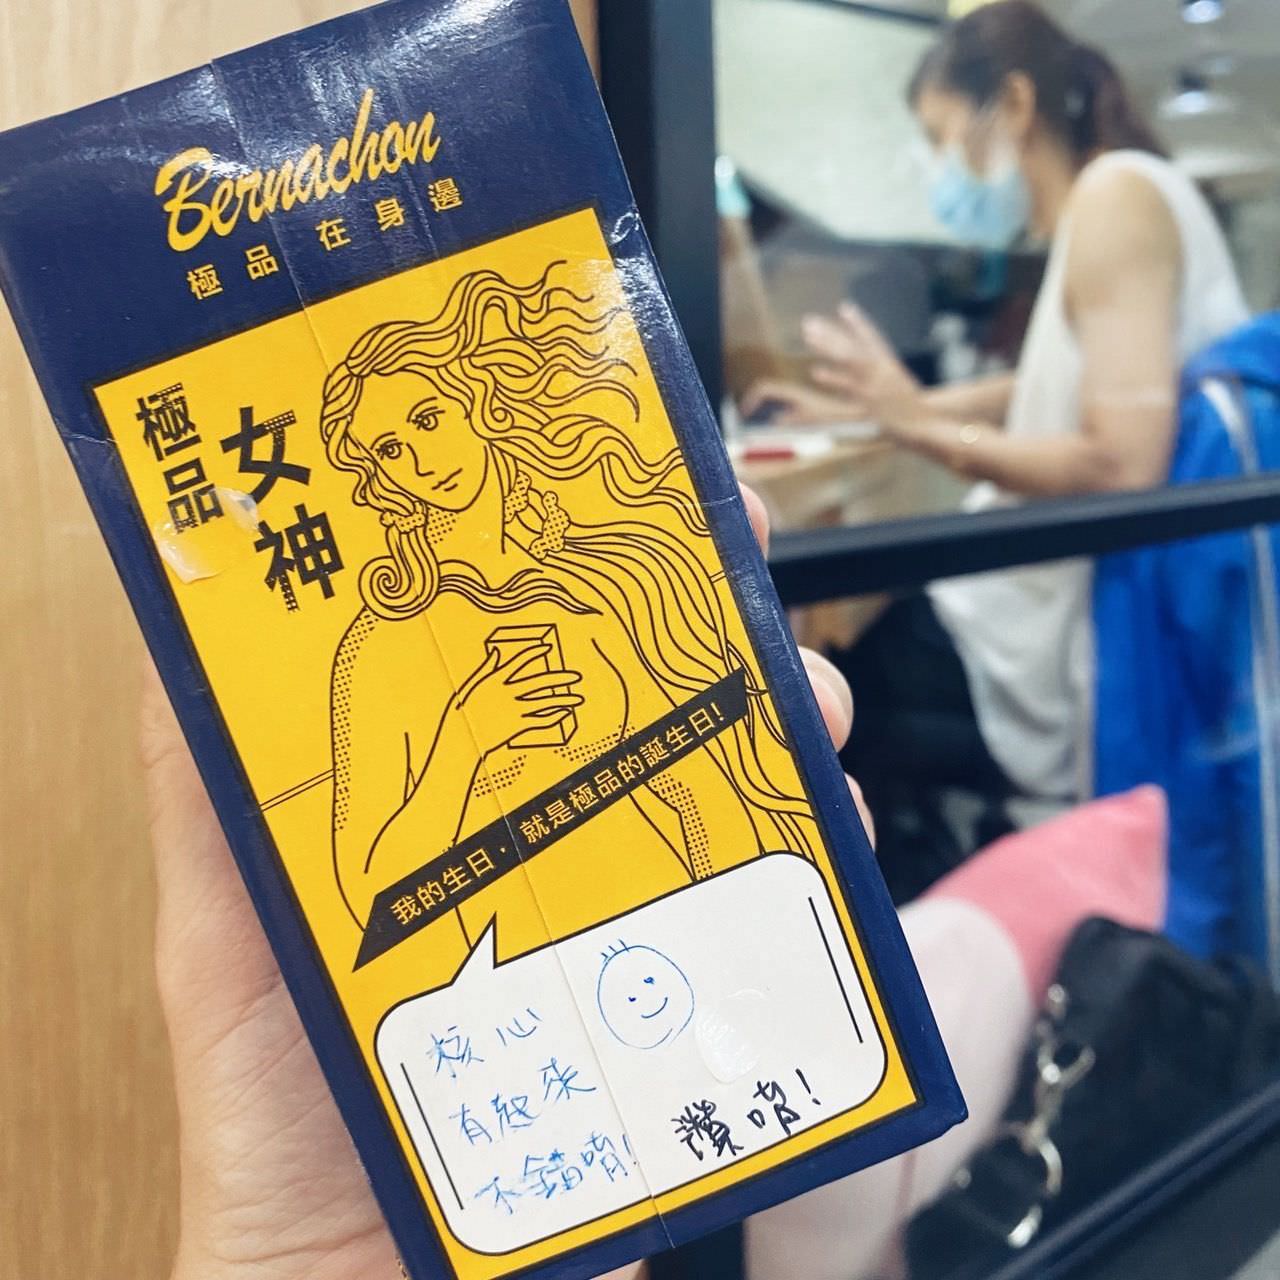 Bernachon
極品在身邊
極品
女神
我的生日，就是極品的誕生日！
核心
有起來
不錯唷！
讚唷！